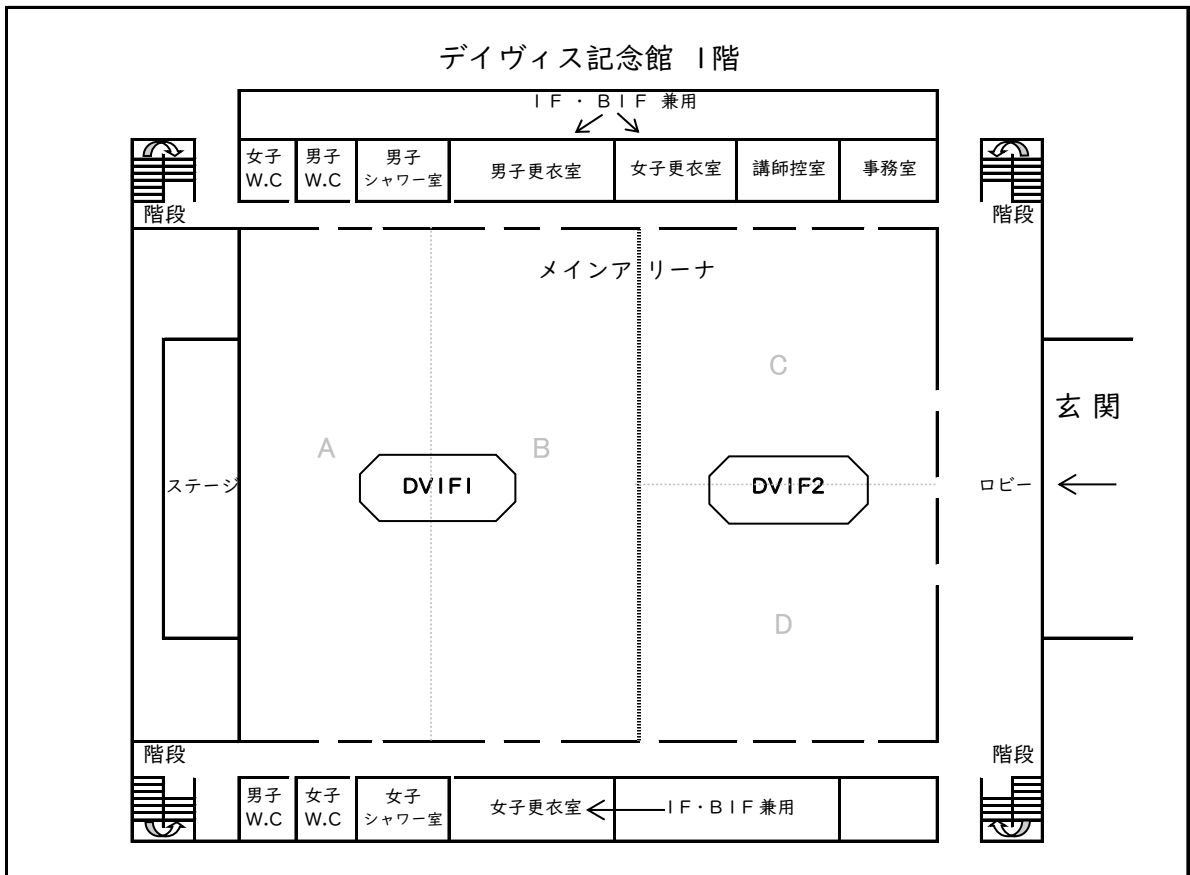 デイヴィス記念館 1階
1F・B1F 兼用
女子
W.C
男子
W.C
男子
シャワー室
男子更衣室
女子更衣室
講師控室
事務室
階段
階段
メインアリーナ
C
玄関
A
B
ステージ
DV1F1
DV1F2
ロビー
D
階段
階段
男子
W.C
女子
W.C
女子
シャワー室
女子更衣室
1F・B1F兼用